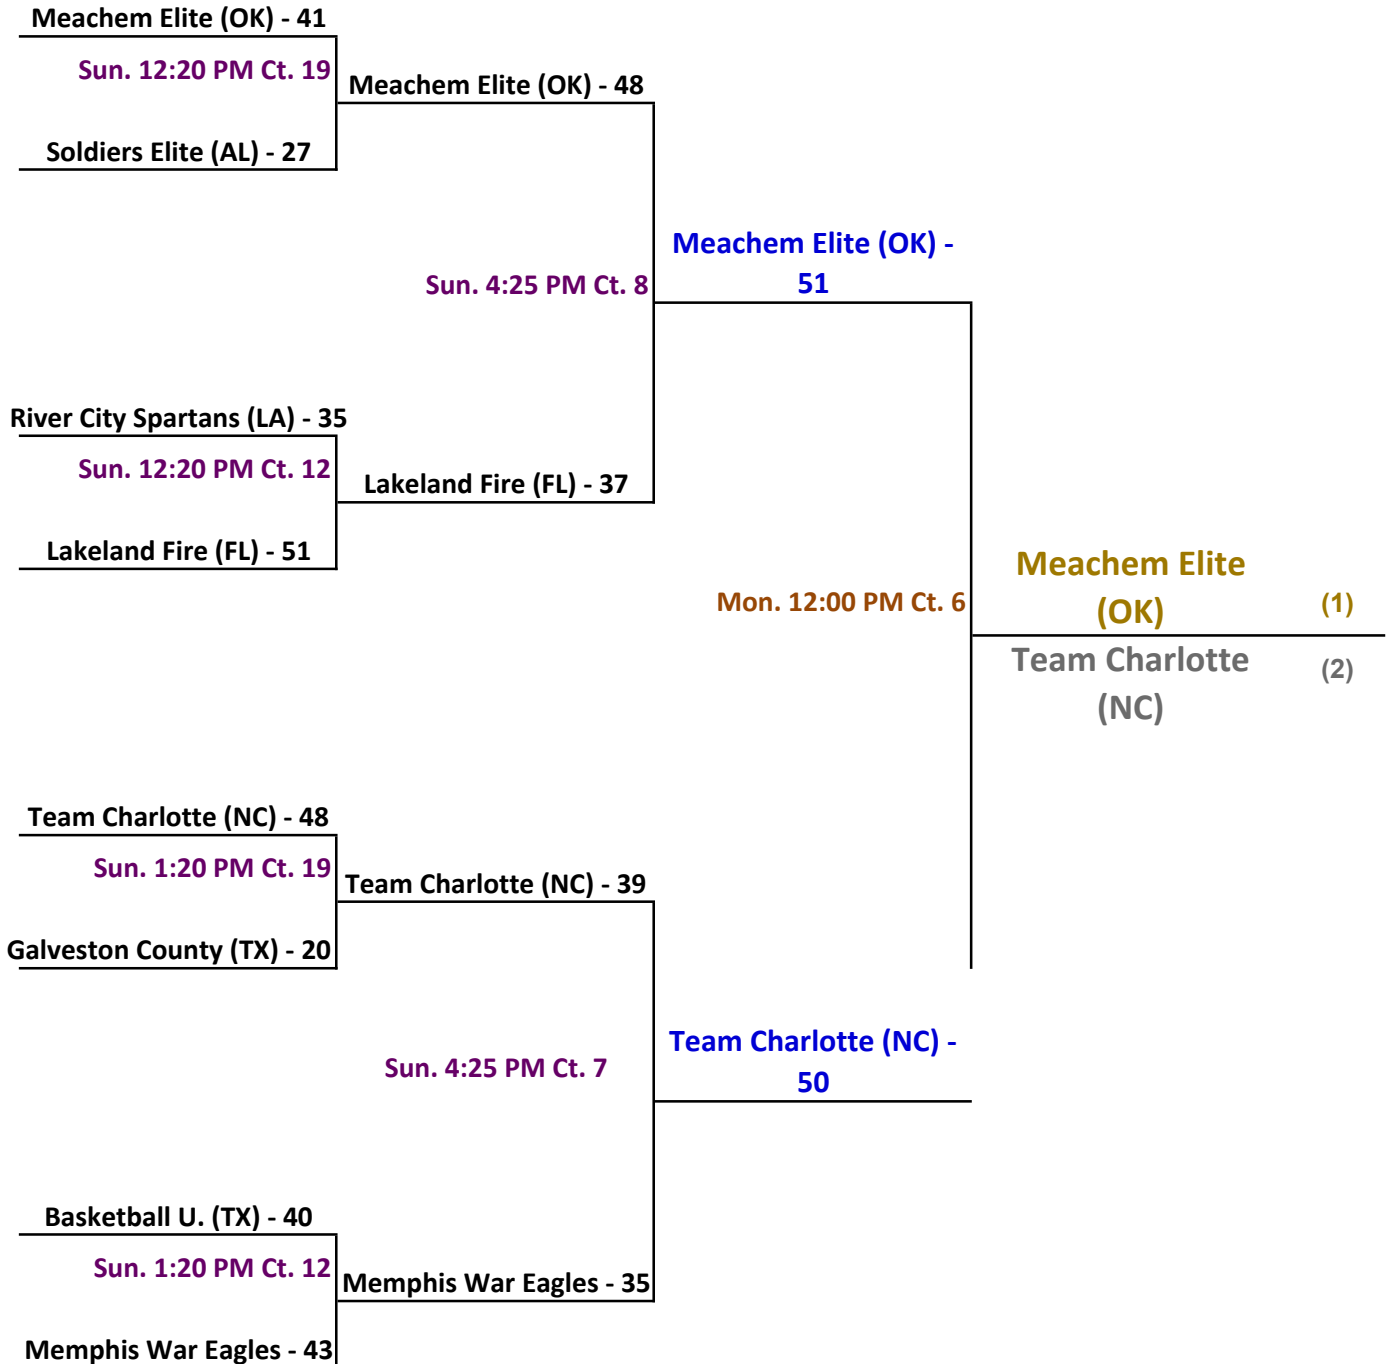 Meachem Elite (OK) - 41
Sun. 12:20 PM Ct. 19
Meachem Elite (OK) - 48
Soldiers Elite (AL) - 27
Meachem Elite (OK) -
51
Sun. 4:25 PM Ct. 8
River City Spartans (LA) - 35
Sun. 12:20 PM Ct. 12
Lakeland Fire (FL) - 37
Lakeland Fire (FL) - 51
Meachem Elite
(OK)
(1)
Mon. 12:00 PM Ct. 6
Team Charlotte
(NC)
(2)
Team Charlotte (NC) - 48
Sun. 1:20 PM Ct. 19
Team Charlotte (NC) - 39
Galveston County (TX) - 20
Team Charlotte (NC) -
50
Sun. 4:25 PM Ct. 7
Basketball U. (TX) - 40
Sun. 1:20 PM Ct. 12
Memphis War Eagles - 35
Memphis War Eagles - 43